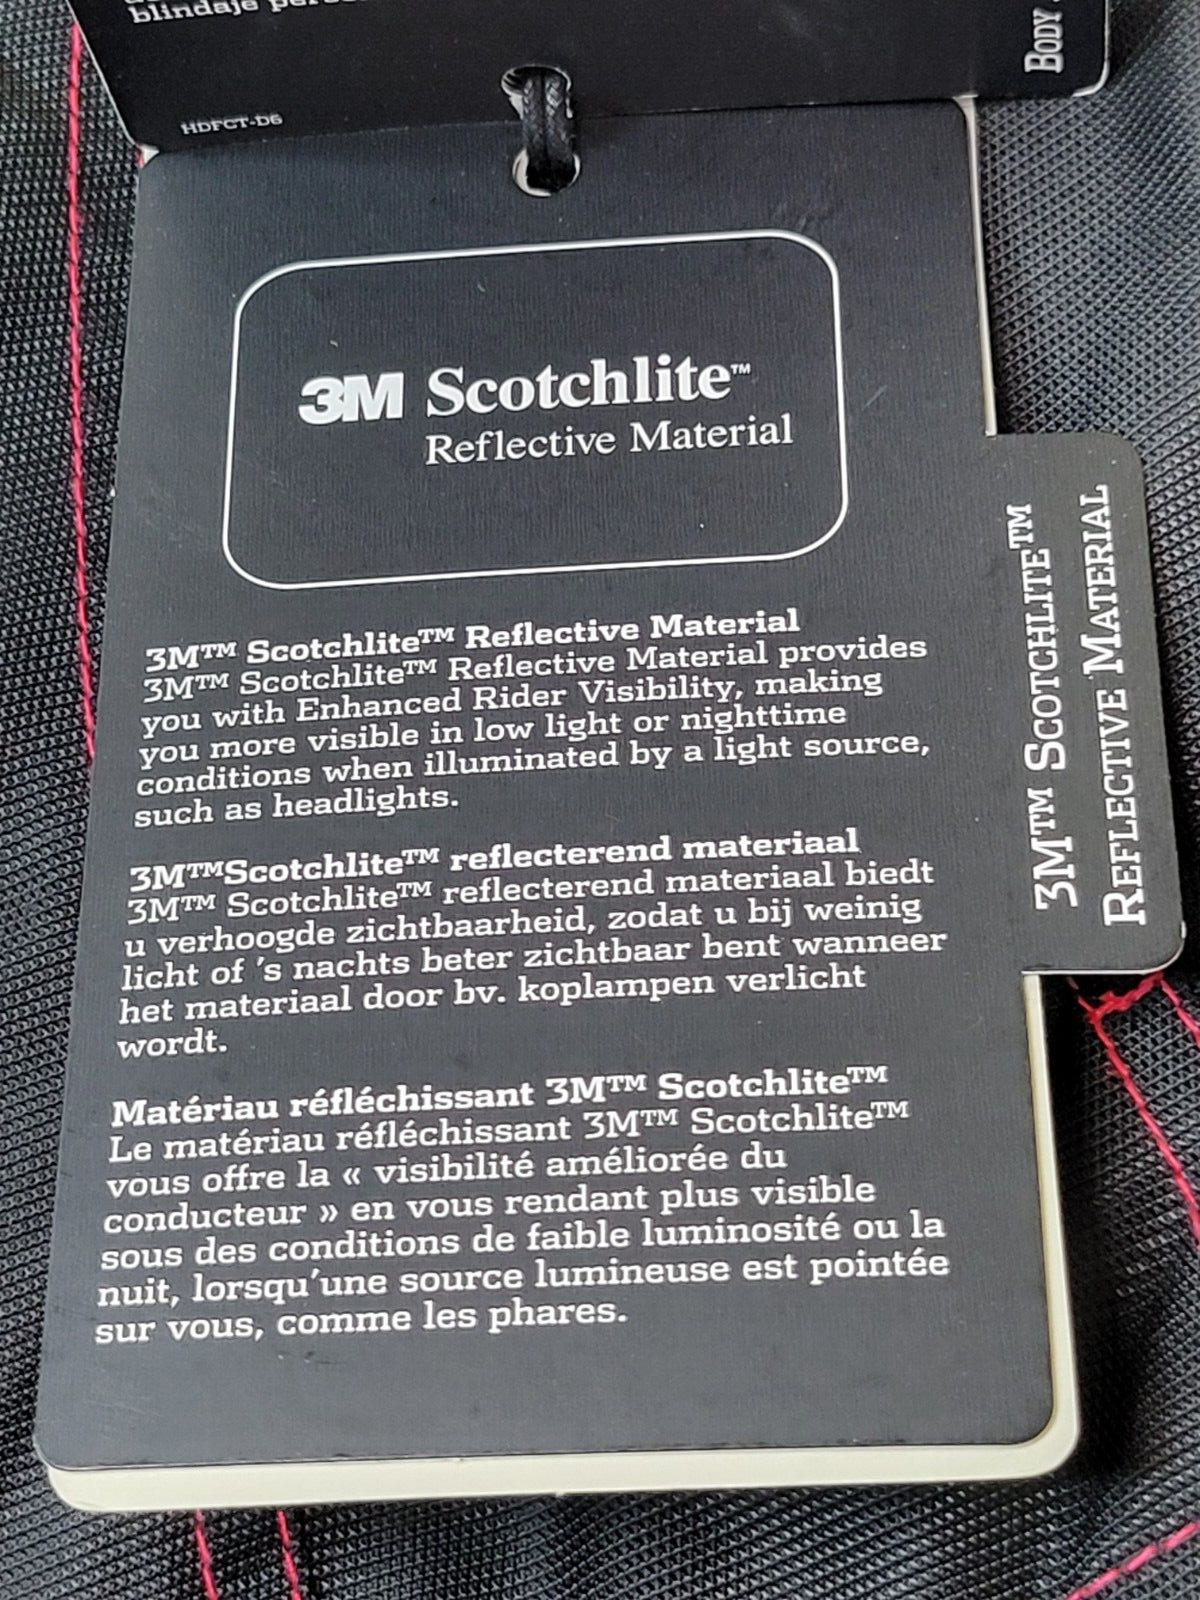 blindaje
BODY
HDFCT-D6
3M Scotchlite™
Reflective Material
3M™ Scotchlite™ Reflective Material
3M™ Scotchlite™ Reflective Material provides
you with Enhanced Rider Visibility, making
you more visible in low light or nighttime
conditions when illuminated by a light source,
such as headlights.
3M™Scotchlite™ reflecterend materiaal
3M™ Scotchlite™ reflecterend materiaal biedt
u verhoogde zichtbaarheid, zodat u bij weinig
licht of 's nachts beter zichtbaar bent wanneer
het materiaal door bv. koplampen verlicht
wordt.
Matériau réfléchissant 3M™ Scotchlite™
Le matériau réfléchissant 3M™ Scotchlite™
vous offre la « visibilité améliorée du
conducteur » en vous rendant plus visible
sous des conditions de faible luminosité ou la
nuit, lorsqu'une source lumineuse est pointée
sur vous, comme les phares.
3M™ SCOTCHLITE™
REFLECTIVE MATERIAL